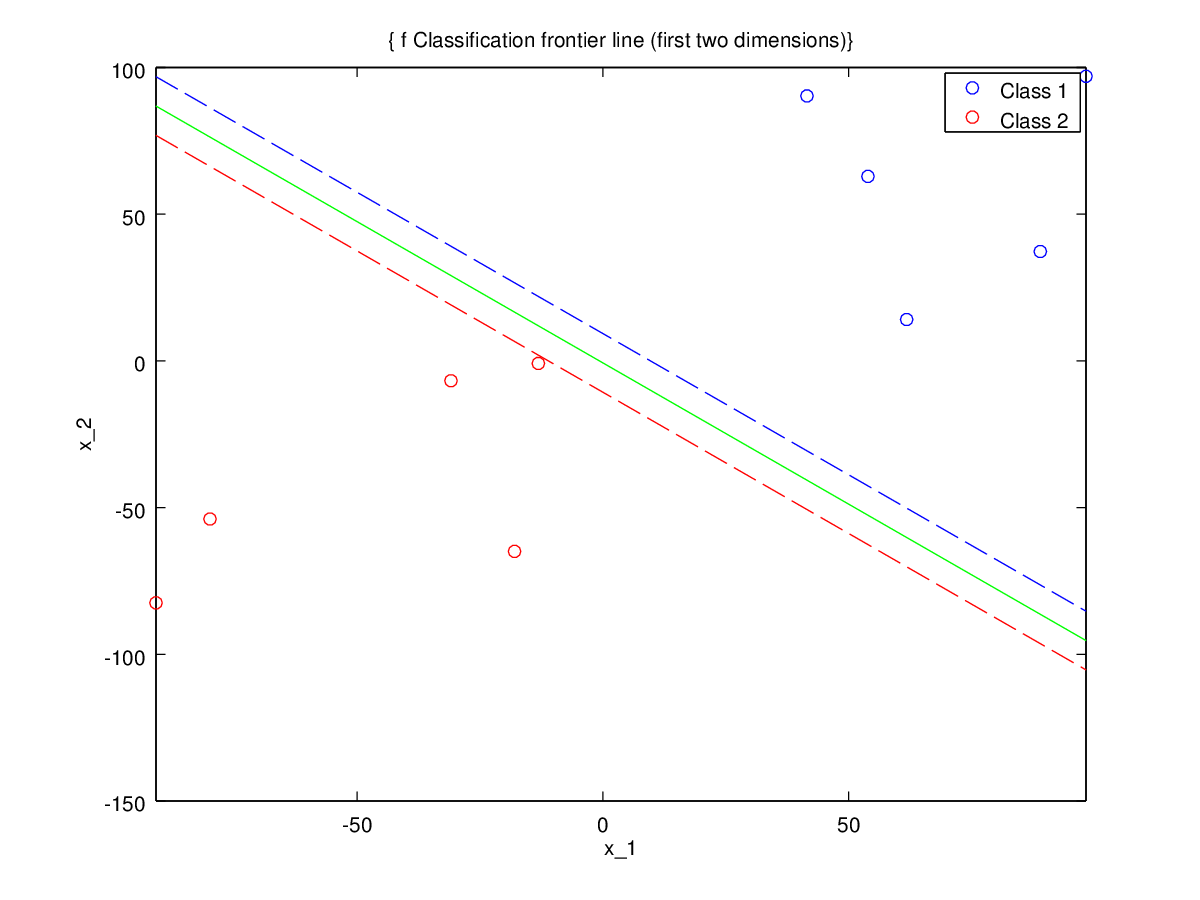 { f Classification frontier line (first two dimensions)}
100
50
0
-50
-100
-150
x_2
Class 1
Class 2
-50
0
50
x_1